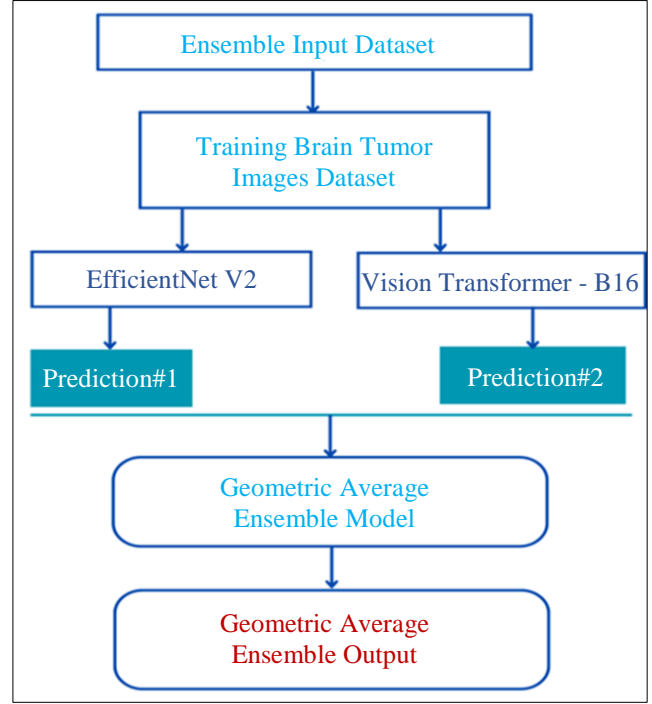 Ensemble Input Dataset
Training Brain Tumor
Images Dataset
EfficientNet V2
Vision Transformer - B16
Prediction#1
Prediction#2
Geometric Average
Ensemble Model
Geometric Average
Ensemble Output